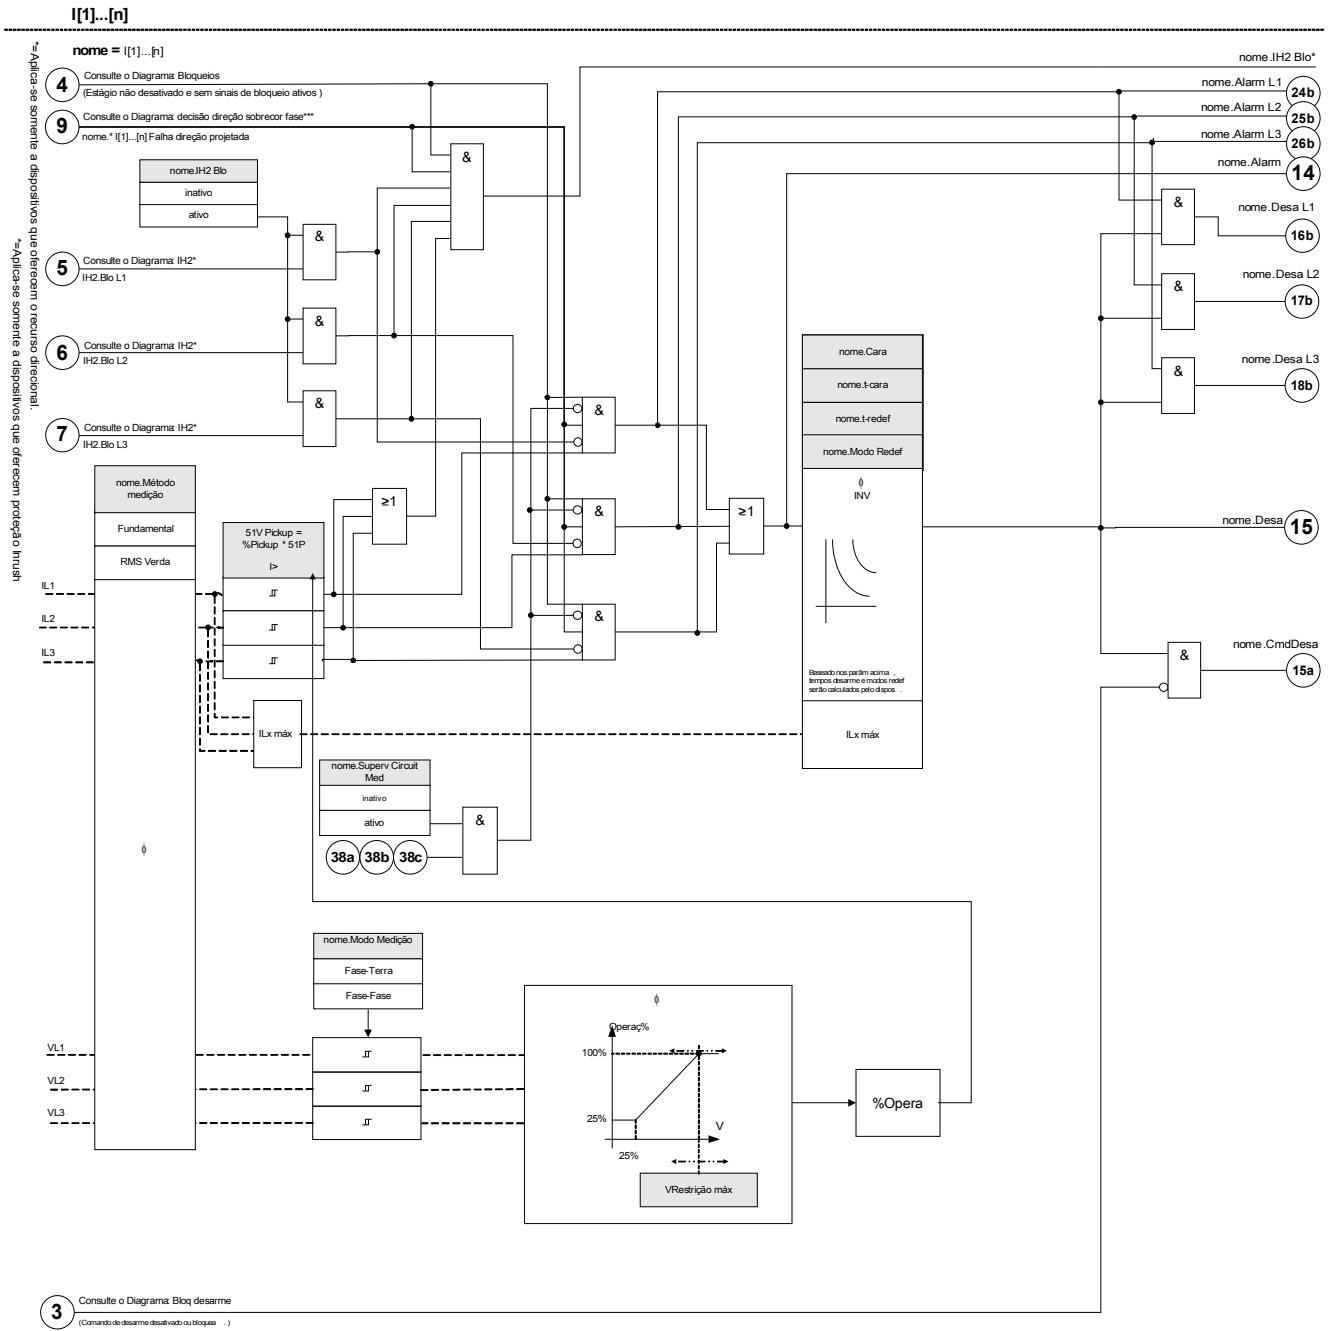 I[1]...[n]
nome = I[1]...[n]
*=Aplica-se somente a dispositivos que oferecem o recurso direcional.
*=Aplica-se somente a dispositivos que oferecem proteção Inrush
4
Consulte o Diagrama: Bloqueios
(Estágio não desativado e sem sinais de bloqueio ativos )
9
Consulte o Diagrama: decisão direção sobrecor fase***
nome.* I[1]...[n] Falha direção projetada
nome.IH2 Blo
inativo
ativo
5
Consulte o Diagrama: IH2*
IH2.Blo L1
6
Consulte o Diagrama: IH2*
IH2.Blo L2
7
Consulte o Diagrama: IH2*
IH2.Blo L3
&
&
&
&
nome.IH2 Blo*
nome.Alarm L1
24b
nome.Alarm L2
25b
nome.Alarm L3
26b
nome.Alarm
14
&
nome.Desa L1
16b
&
nome.Desa L2
17b
&
nome.Desa L3
18b
nome.Método
medição
Fundamental
RMS Verda
ϕ
51V Pickup =
%Pickup * 51P
I>
≥1
&
&
&
≥1
nome.Cara
nome.t-cara
nome.t-redef
nome.Modo Redef
ϕ
INV
Baseado nos parâm acima ,
tempos desarme e modos redef
serão calculados pelo dispos .
ILx máx
nome.Desa
15
nome.CmdDesa
&
15a
IL1
IL2
IL3
ILx máx
nome.Superv Circuit
Med
inativo
ativo
38a
38b
38c
&
nome.Modo Medição
Fase-Terra
Fase-Fase
VL1
VL2
VL3
ϕ
Operaç%
100%
25%
V
25%
VRestrição máx
%Opera
3
Consulte o Diagrama: Bloq desarme
(Comando de desarme desativado ou bloquea . )